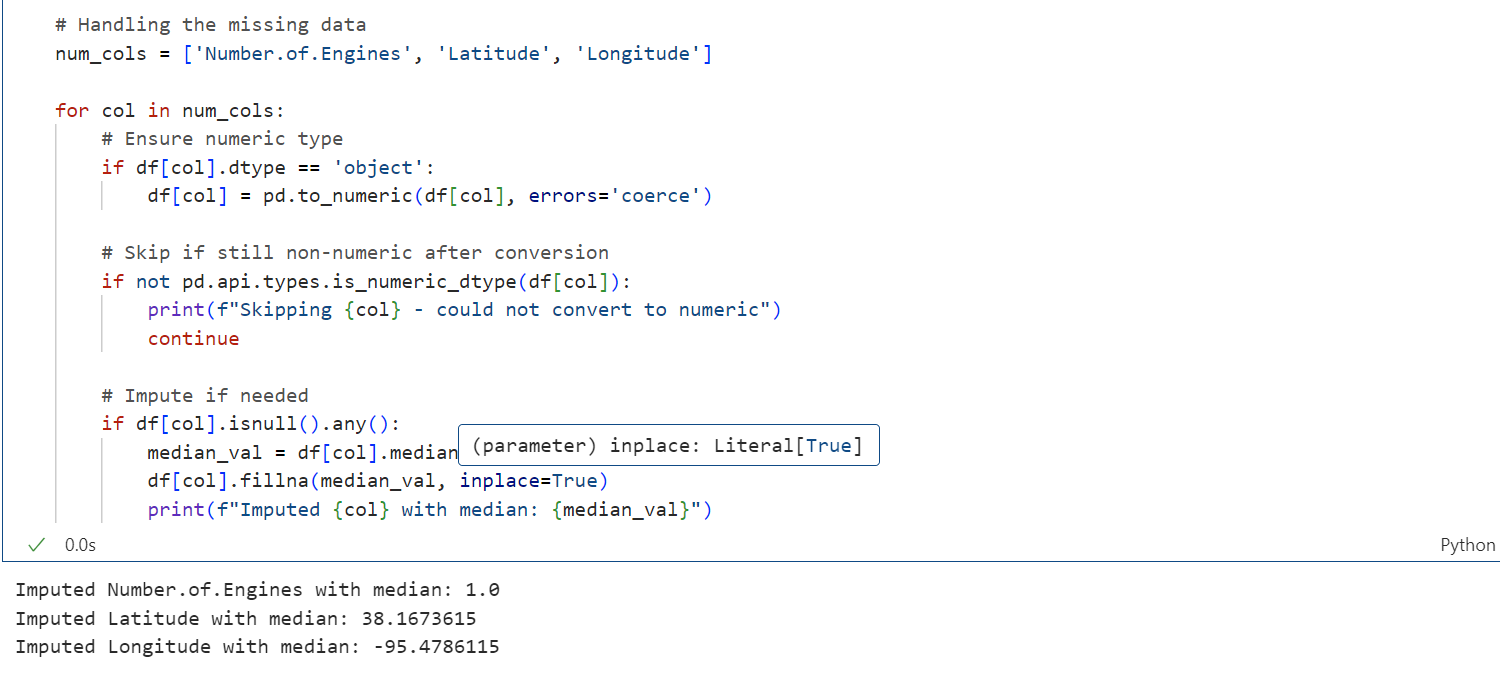 # Handling the missing data
num_cols = ['Number.of.Engines', 'Latitude', 'Longitude']
for col in num_cols:
# Ensure numeric type
if df[col].dtype == 'object':
df[col] = pd.to_numeric(df[col], errors='coerce')
# Skip if still non-numeric after conversion
if not pd.api.types.is_numeric_dtype(df[col]):
print(f"Skipping {col} - could not convert to numeric")
continue
# Impute if needed
if df[col].isnull().any():
(parameter) inplace: Literal[True]
median_val = df[col].median
df[col].fillna(median_val, inplace=True)
print(f"Imputed {col} with median: {median_val}")
0.0s
Python
Imputed Number.of.Engines with median: 1.0
Imputed Latitude with median: 38.1673615
Imputed Longitude with median: -95.4786115